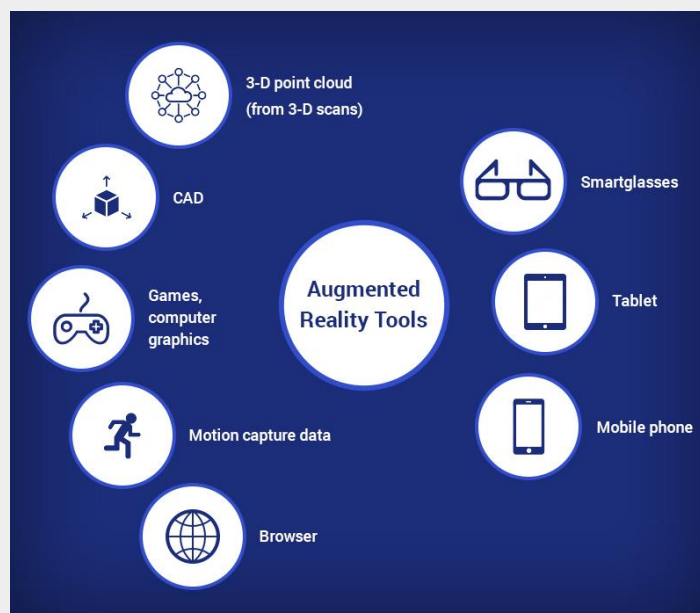 3-D point cloud
(from 3-D scans)
CAD
Games,
computer
graphics
Motion capture data
Browser
Augmented
Reality Tools
Smartglasses
Tablet
Mobile phone